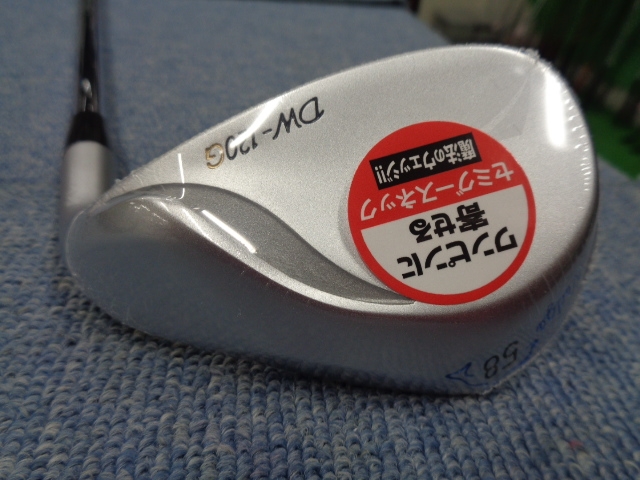 DW-120G
魔法のウェッジ!!
セミグースネック
ワンピンに
寄せる
58